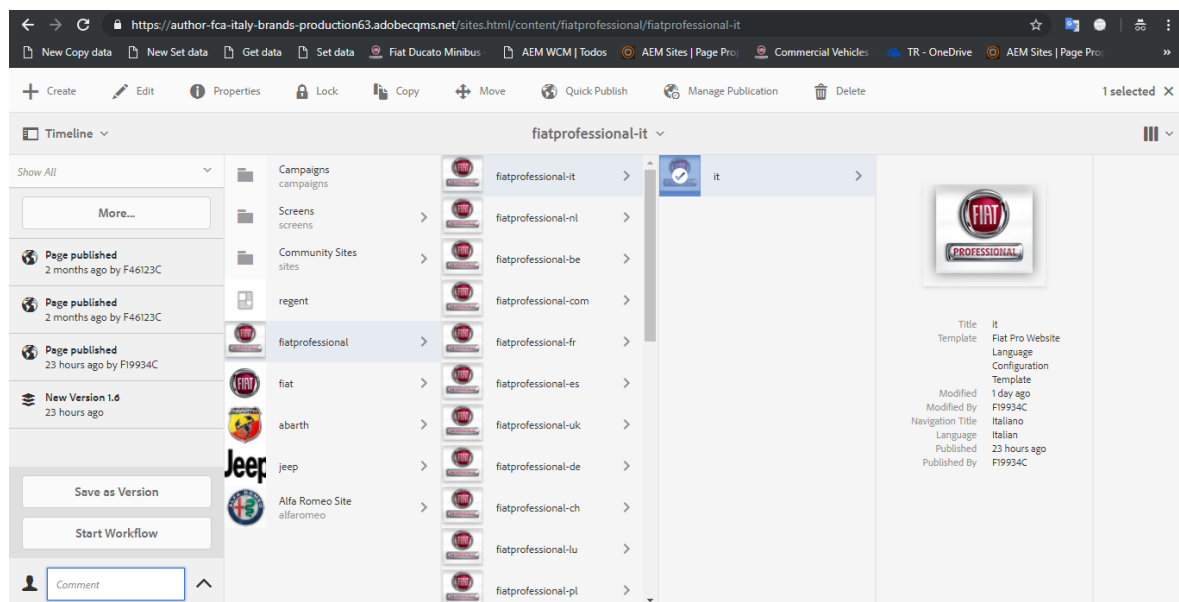 https://author-fca-italy-brands-production63.adobecqms.net/sites.html/content/fiatprofessional/fiatprofessional-it
New Copy data New Set data Get data Set data Fiat Ducato Minibus - AEM WCM | Todos AEM Sites | Page Pro Commercial Vehicles TR - OneDrive AEM Sites | Page Pro »
Create Edit Properties Lock Copy Move Quick Publish Manage Publication Delete 1 selected
Timeline fiatprofessional-it
Show All
More...
Page published
2 months ago by F46123C
Page published
2 months ago by F46123C
Page published
23 hours ago by F19934C
New Version 1.6
23 hours ago
Save as Version
Start Workflow
Comment
Campaigns
campaigns
Screens
screens
Community Sites
sites
regent
fiatprofessional
FIAT
fiat
ABARTH
abarth
Jeep
jeep
Alfa Romeo Site
alfaromeo
fiatprofessional-it
fiatprofessional-nl
fiatprofessional-be
fiatprofessional-com
fiatprofessional-fr
fiatprofessional-es
fiatprofessional-uk
fiatprofessional-de
fiatprofessional-ch
fiatprofessional-lu
fiatprofessional-pl
it
FIAT
PROFESSIONAL
Title it
Template Fiat Pro Website
Language
Configuration
Template
Modified 1 day ago
Modified By F19934C
Navigation Title Italiano
Language Italian
Published 23 hours ago
Published By F19934C